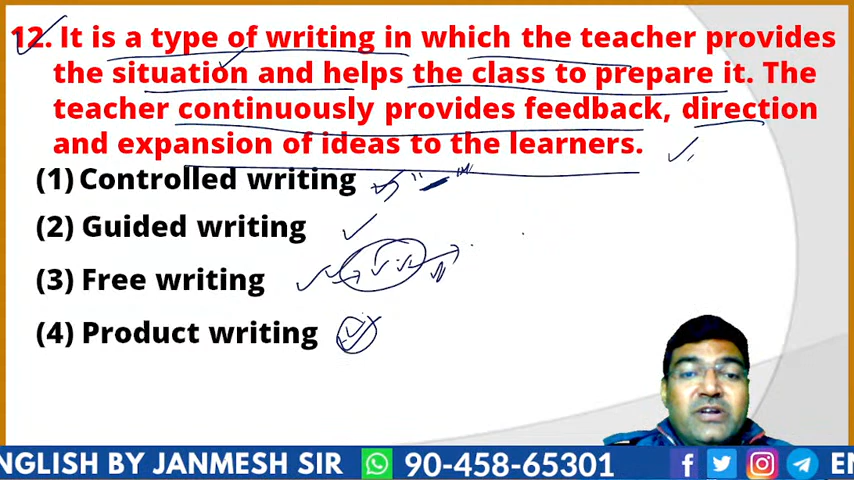 12. It is a type of writing in which the teacher provides
the situation and helps the class to prepare it. The
teacher continuously provides feedback, direction
and expansion of ideas to the learners.
(1) Controlled writing
(2) Guided writing
(3) Free writing
(4) Product writing
NGLISH BY JANMESH SIR 90-458-65301 EN